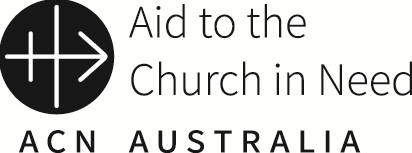 Aid to the
Church in Need
ACN AUSTRALIA